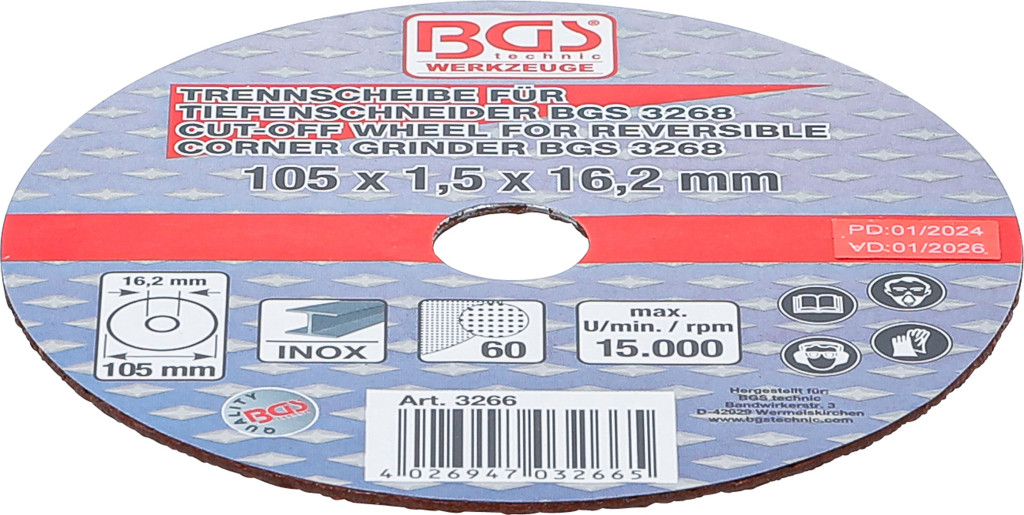 BGS®
technic
WERKZEUGE
TRENNSCHEIBE FÜR
TIEFENSCHNEIDER BGS 3268
CUT-OFF WHEEL FOR REVERSIBLE
CORNER GRINDER BGS 3268
105 x 1,5 x 16,2 mm
PD:01/2024
VD:01/2026
16,2 mm
105 mm
INOX
60
max.
U/min. / rpm
15.000
QUALITY
BGS
technic
Art. 3266
4 026947 032665
Hergestellt für:
BGS technic
Bandwirkerstr. 3
D-42929 Wermelskirchen
www.bgstechnic.com